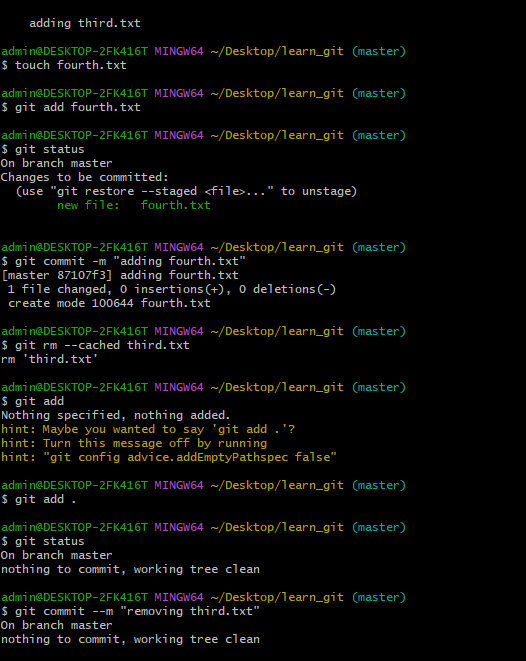 adding third.txt
admin@DESKTOP-2FK416T MINGW64 ~/Desktop/learn_git (master)
$ touch fourth.txt
admin@DESKTOP-2FK416T MINGW64 ~/Desktop/learn_git (master)
$ git add fourth.txt
admin@DESKTOP-2FK416T MINGW64 ~/Desktop/learn_git (master)
$ git status
On branch master
Changes to be committed:
  (use "git restore --staged <file>..." to unstage)
        new file:   fourth.txt
admin@DESKTOP-2FK416T MINGW64 ~/Desktop/learn_git (master)
$ git commit -m "adding fourth.txt"
[master 87107f3] adding fourth.txt
 1 file changed, 0 insertions(+), 0 deletions(-)
 create mode 100644 fourth.txt
admin@DESKTOP-2FK416T MINGW64 ~/Desktop/learn_git (master)
$ git rm --cached third.txt
rm 'third.txt'
admin@DESKTOP-2FK416T MINGW64 ~/Desktop/learn_git (master)
$ git add
Nothing specified, nothing added.
hint: Maybe you wanted to say 'git add .'?
hint: Turn this message off by running
hint: "git config advice.addEmptyPathspec false"
admin@DESKTOP-2FK416T MINGW64 ~/Desktop/learn_git (master)
$ git add .
admin@DESKTOP-2FK416T MINGW64 ~/Desktop/learn_git (master)
$ git status
On branch master
nothing to commit, working tree clean
admin@DESKTOP-2FK416T MINGW64 ~/Desktop/learn_git (master)
$ git commit --m "removing third.txt"
On branch master
nothing to commit, working tree clean